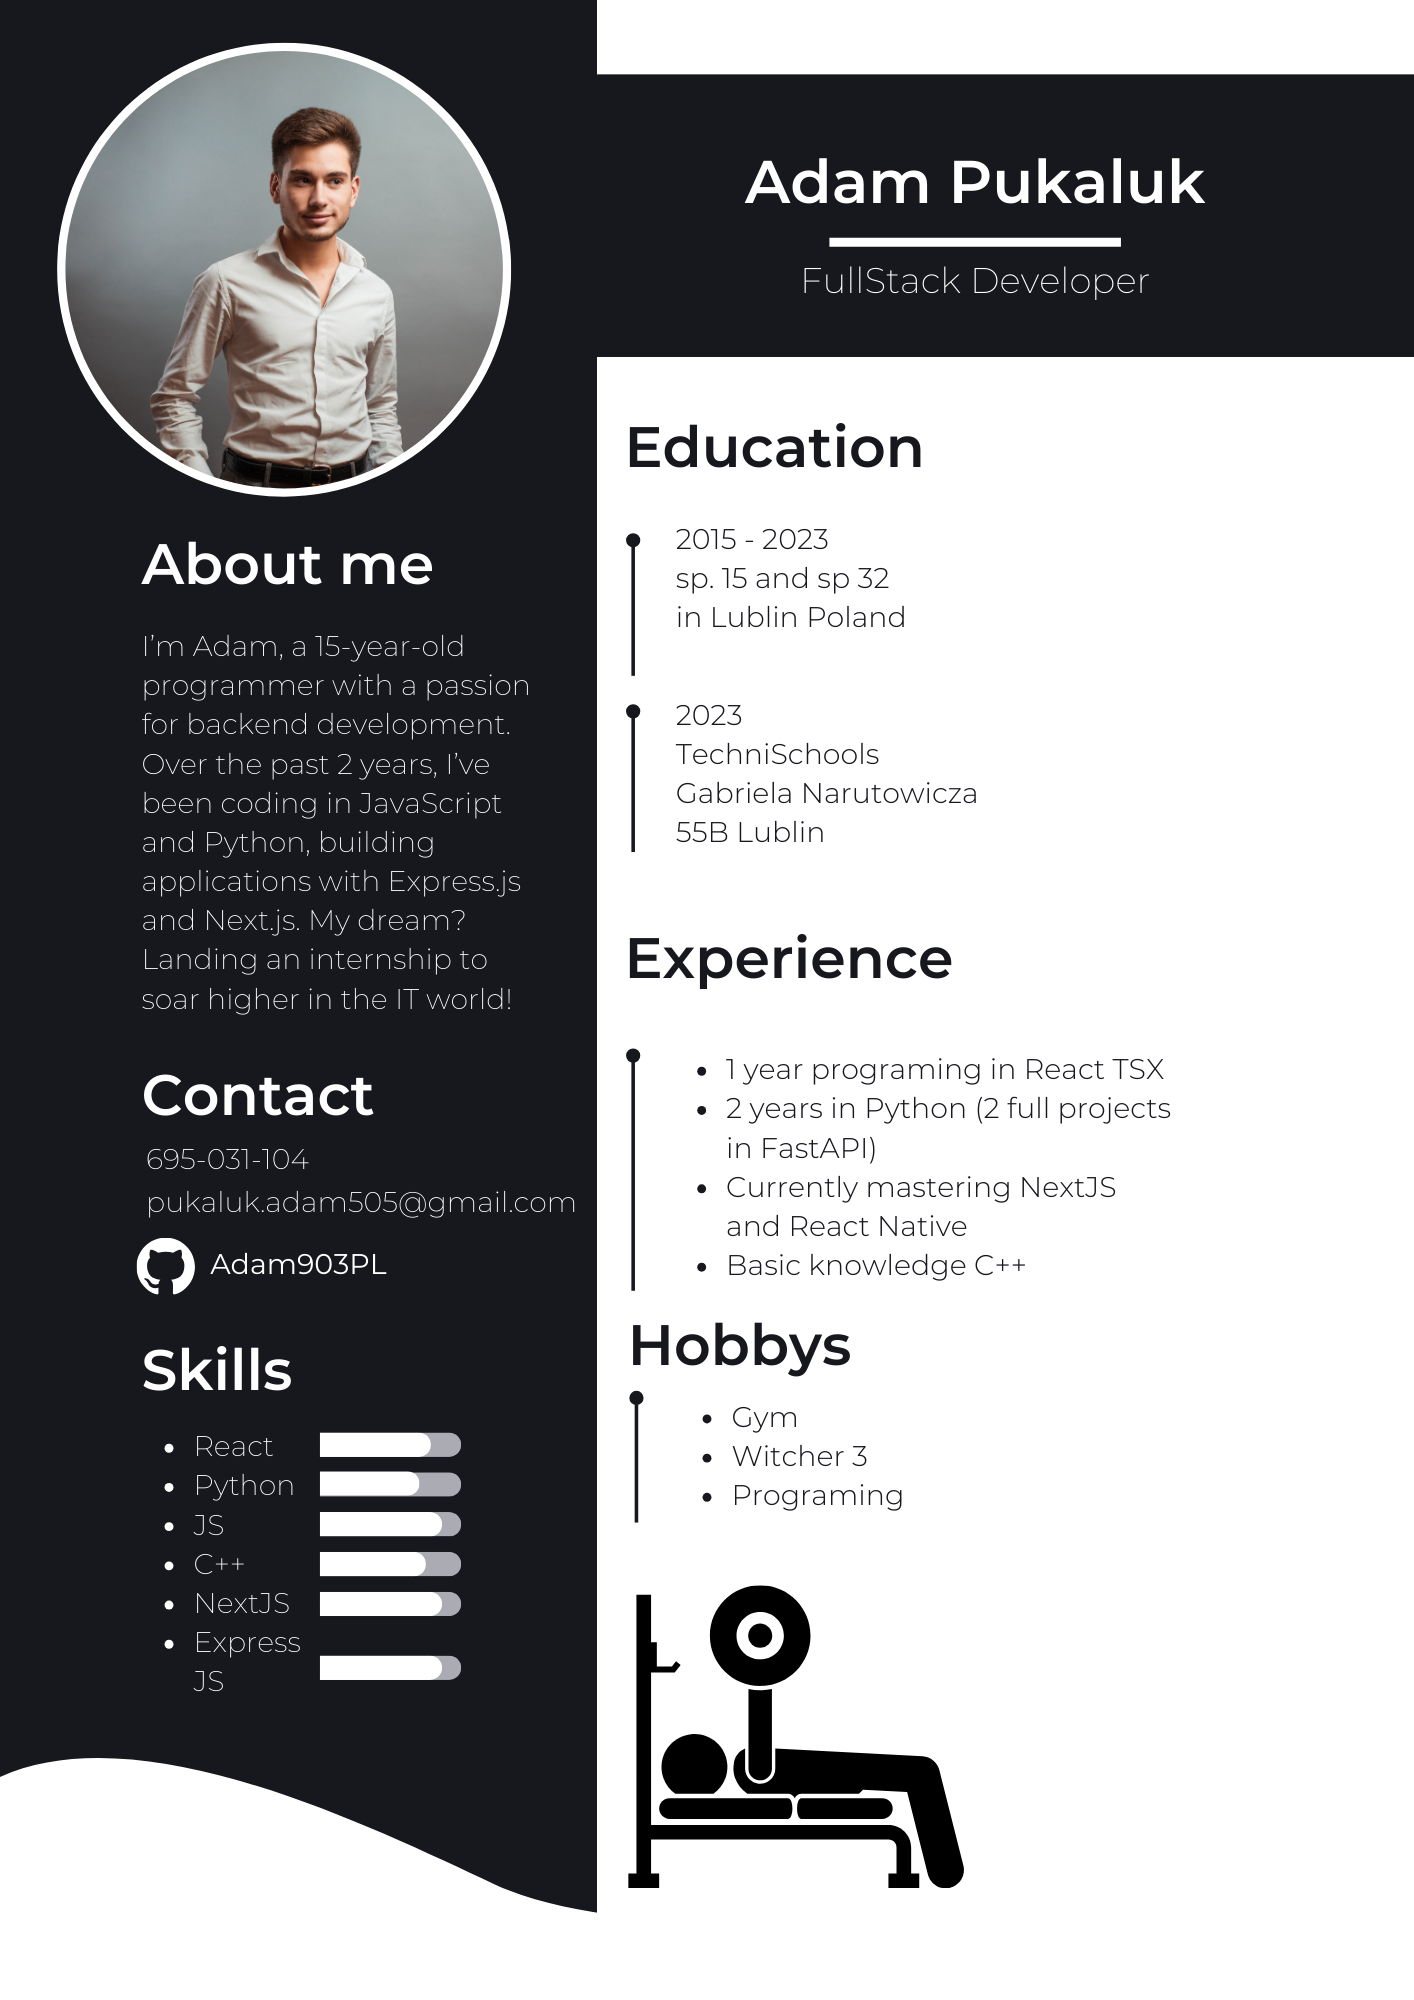 Adam Pukaluk
FullStack Developer
About me
I'm Adam, a 15-year-old
programmer with a passion
for backend development.
Over the past 2 years, I've
been coding in JavaScript
and Python, building
applications with Express.js
and Next.js. My dream?
Landing an internship to
soar higher in the IT world!
Contact
695-031-104
pukaluk.adam505@gmail.com
Adam903PL
Skills
• React
• Python
• JS
• C++
• NextJS
• Express
JS
Education
2015 - 2023
sp. 15 and sp 32
in Lublin Poland
2023
TechniSchools
Gabriela Narutowicza
55B Lublin
Experience
• 1 year programing in React TSX
• 2 years in Python (2 full projects
in FastAPI)
• Currently mastering NextJS
and React Native
• Basic knowledge C++
Hobbys
• Gym
• Witcher 3
• Programing